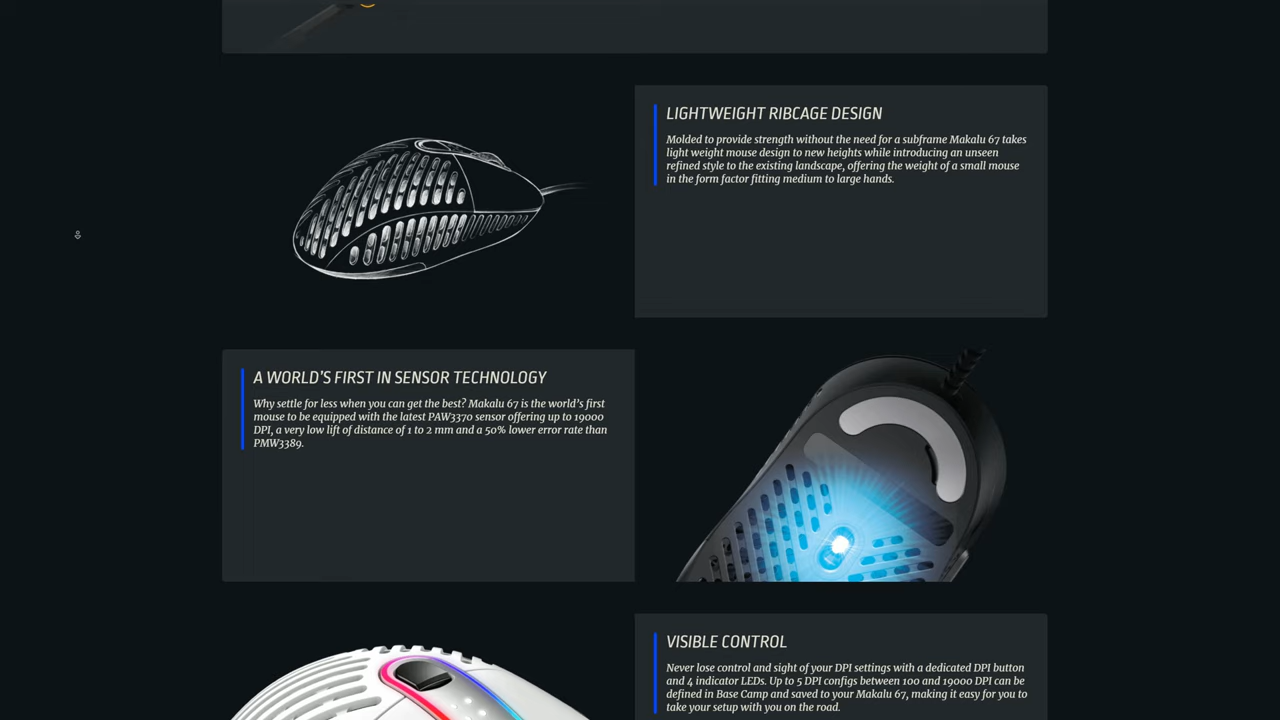 LIGHTWEIGHT RIBCAGE DESIGN
Molded to provide strength without the need for a subframe Makalu 67 takes
light weight mouse design to new heights while introducing an unseen
refined style to the existing landscape, offering the weight of a small mouse
in the form factor fitting medium to large hands.
A WORLD'S FIRST IN SENSOR TECHNOLOGY
Why settle for less when you can get the best? Makalu 67 is the world's first
mouse to be equipped with the latest PAW3370 sensor offering up to 19000
DPI, a very low lift of distance of 1 to 2 mm and a 50% lower error rate than
PMW3389.
VISIBLE CONTROL
Never lose control and sight of your DPI settings with a dedicated DPI button
and 4 indicator LEDs. Up to 5 DPI configs between 100 and 19000 DPI can be
defined in Base Camp and saved to your Makalu 67, making it easy for you to
take your setup with you on the road.